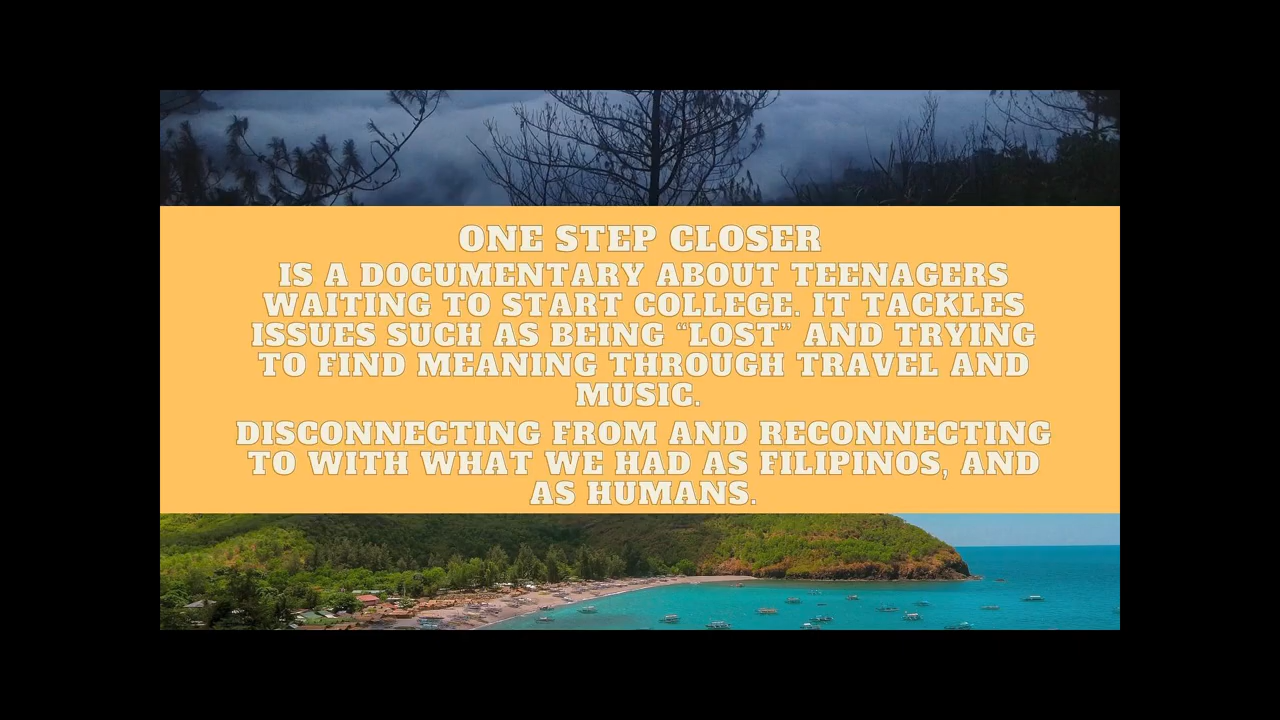 ONE STEP CLOSER
IS A DOCUMENTARY ABOUT TEENAGERS
WAITING TO START COLLEGE. IT TACKLES
ISSUES SUCH AS BEING “LOST” AND TRYING
TO FIND MEANING THROUGH TRAVEL AND
MUSIC.
DISCONNECTING FROM AND RECONNECTING
TO WITH WHAT WE HAD AS FILIPINOS, AND
AS HUMANS.